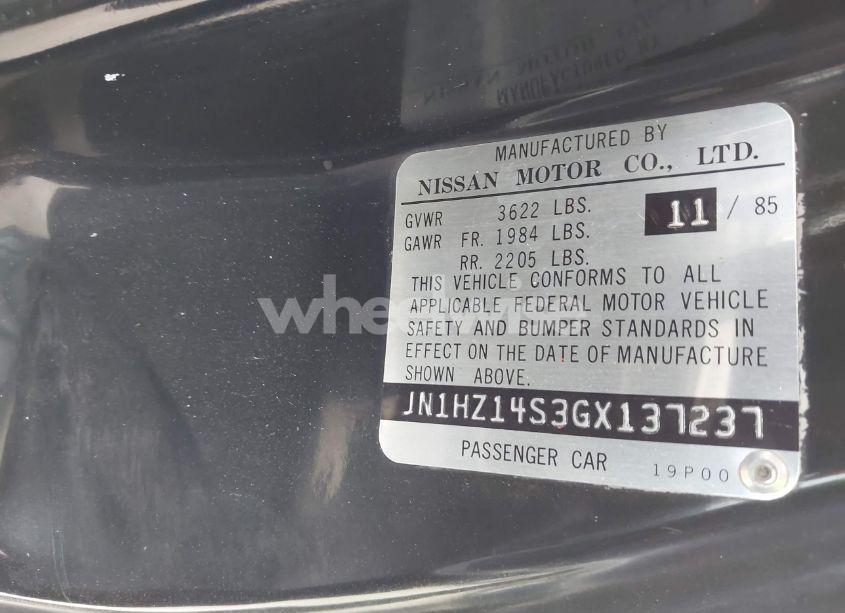 MANUFACTURED BY
NISSAN MOTOR CO., LTD.
GVWR 3622 LBS. 11 / 85
GAWR FR. 1984 LBS.
RR. 2205 LBS.
THIS VEHICLE CONFORMS TO ALL
APPLICABLE FEDERAL MOTOR VEHICLE
SAFETY AND BUMPER STANDARDS IN
EFFECT ON THE DATE OF MANUFACTURE
SHOWN ABOVE.
JN1HZ14S3GX137237
PASSENGER CAR
19P00